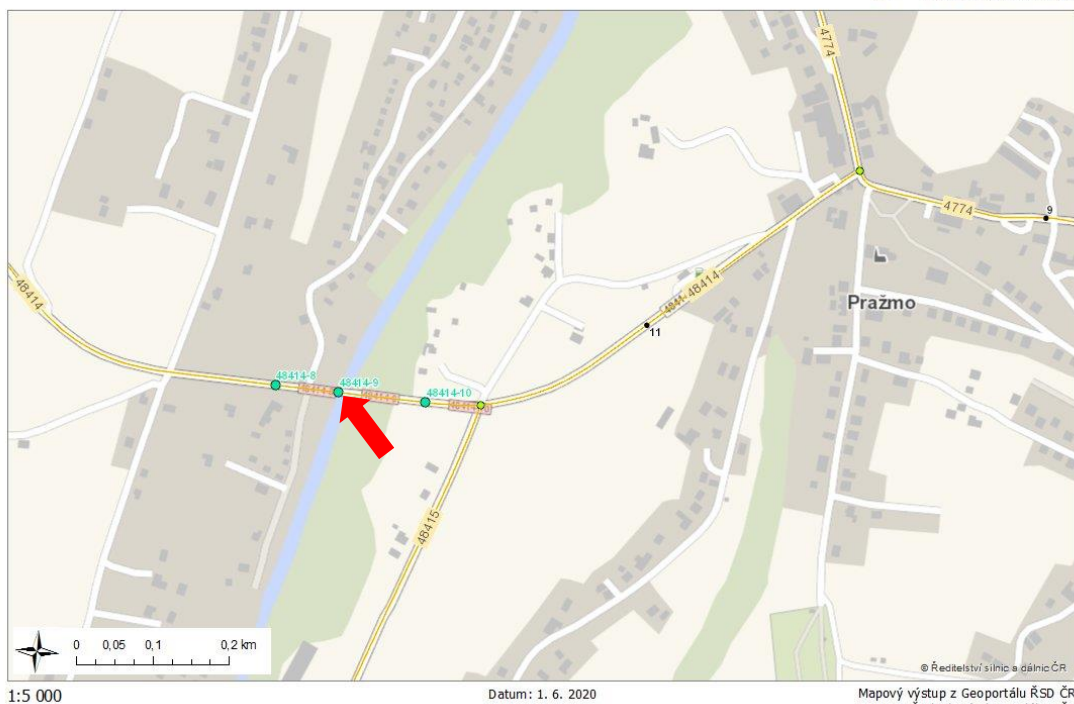 4774
4774
9
48414
4841
Pražmo
11
48414
48414-8
48414-9
48414-10
48415
0 0,05 0,1 0,2 km
© Ředitelství silnic a dálnic ČR
1:5 000
Datum: 1. 6. 2020
Mapový výstup z Geoportálu ŘSD ČR